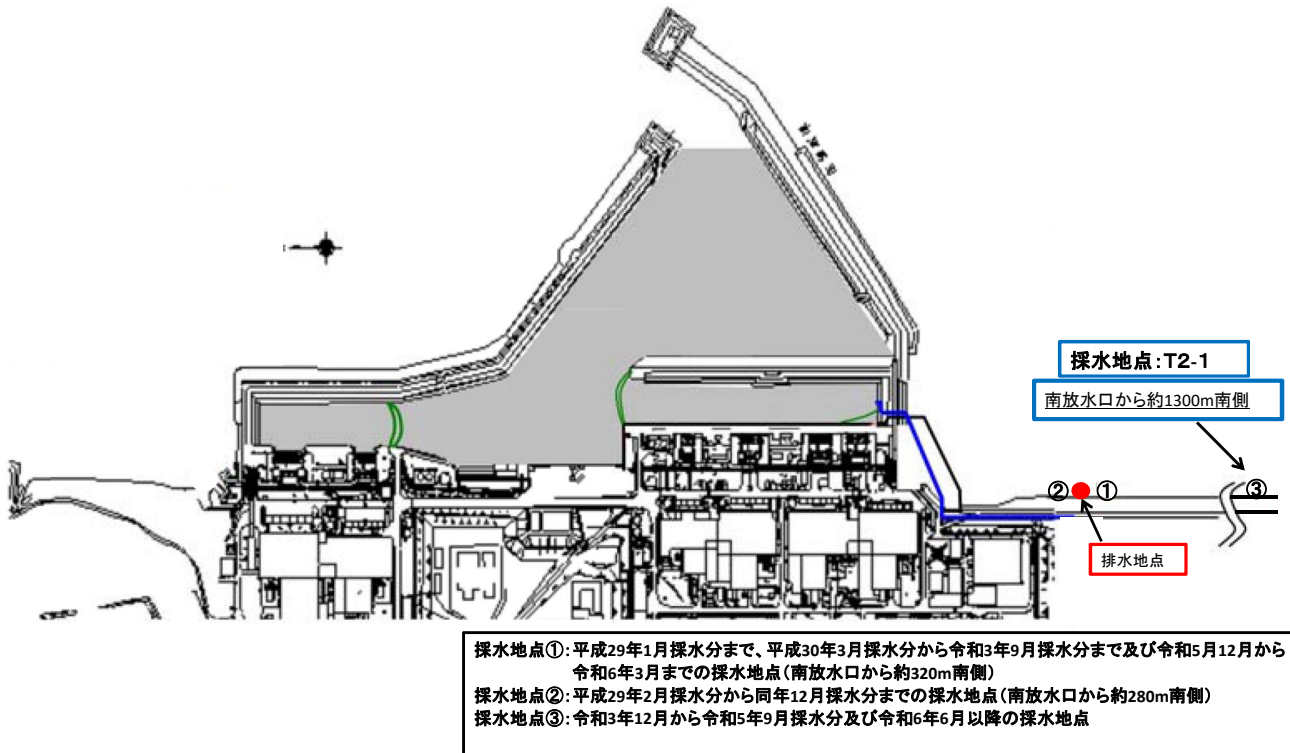 採水地点:T2-1
南放水口から約1300m南側
② ① ③
排水地点
採水地点①:平成29年1月採水分まで、平成30年3月採水分から令和3年9月採水分まで及び令和5月12月から
令和6年3月までの採水地点(南放水口から約320m南側)
採水地点②:平成29年2月採水分から同年12月採水分までの採水地点(南放水口から約280m南側)
採水地点③:令和3年12月から令和5年9月採水分及び令和6年6月以降の採水地点